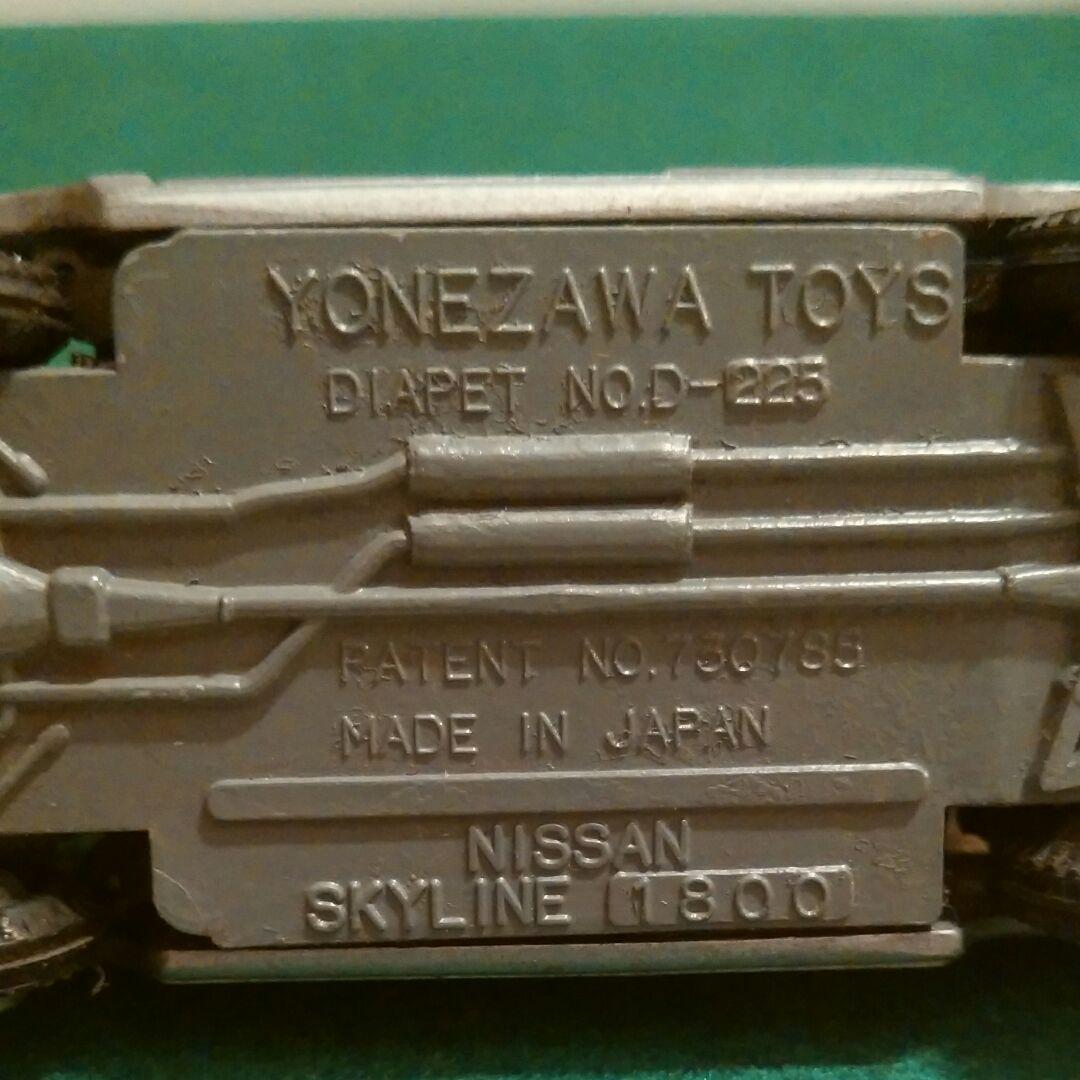 YONEZAWA TOYS
DIAPET NO.D-225
PATENT NO.730785
MADE IN JAPAN
NISSAN
SKYLINE 1800